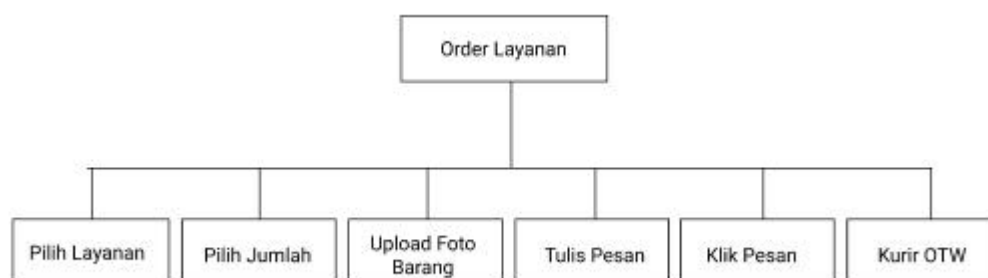 Order Layanan
Pilih Layanan
Pilih Jumlah
Upload Foto
Barang
Tulis Pesan
Klik Pesan
Kurir OTW